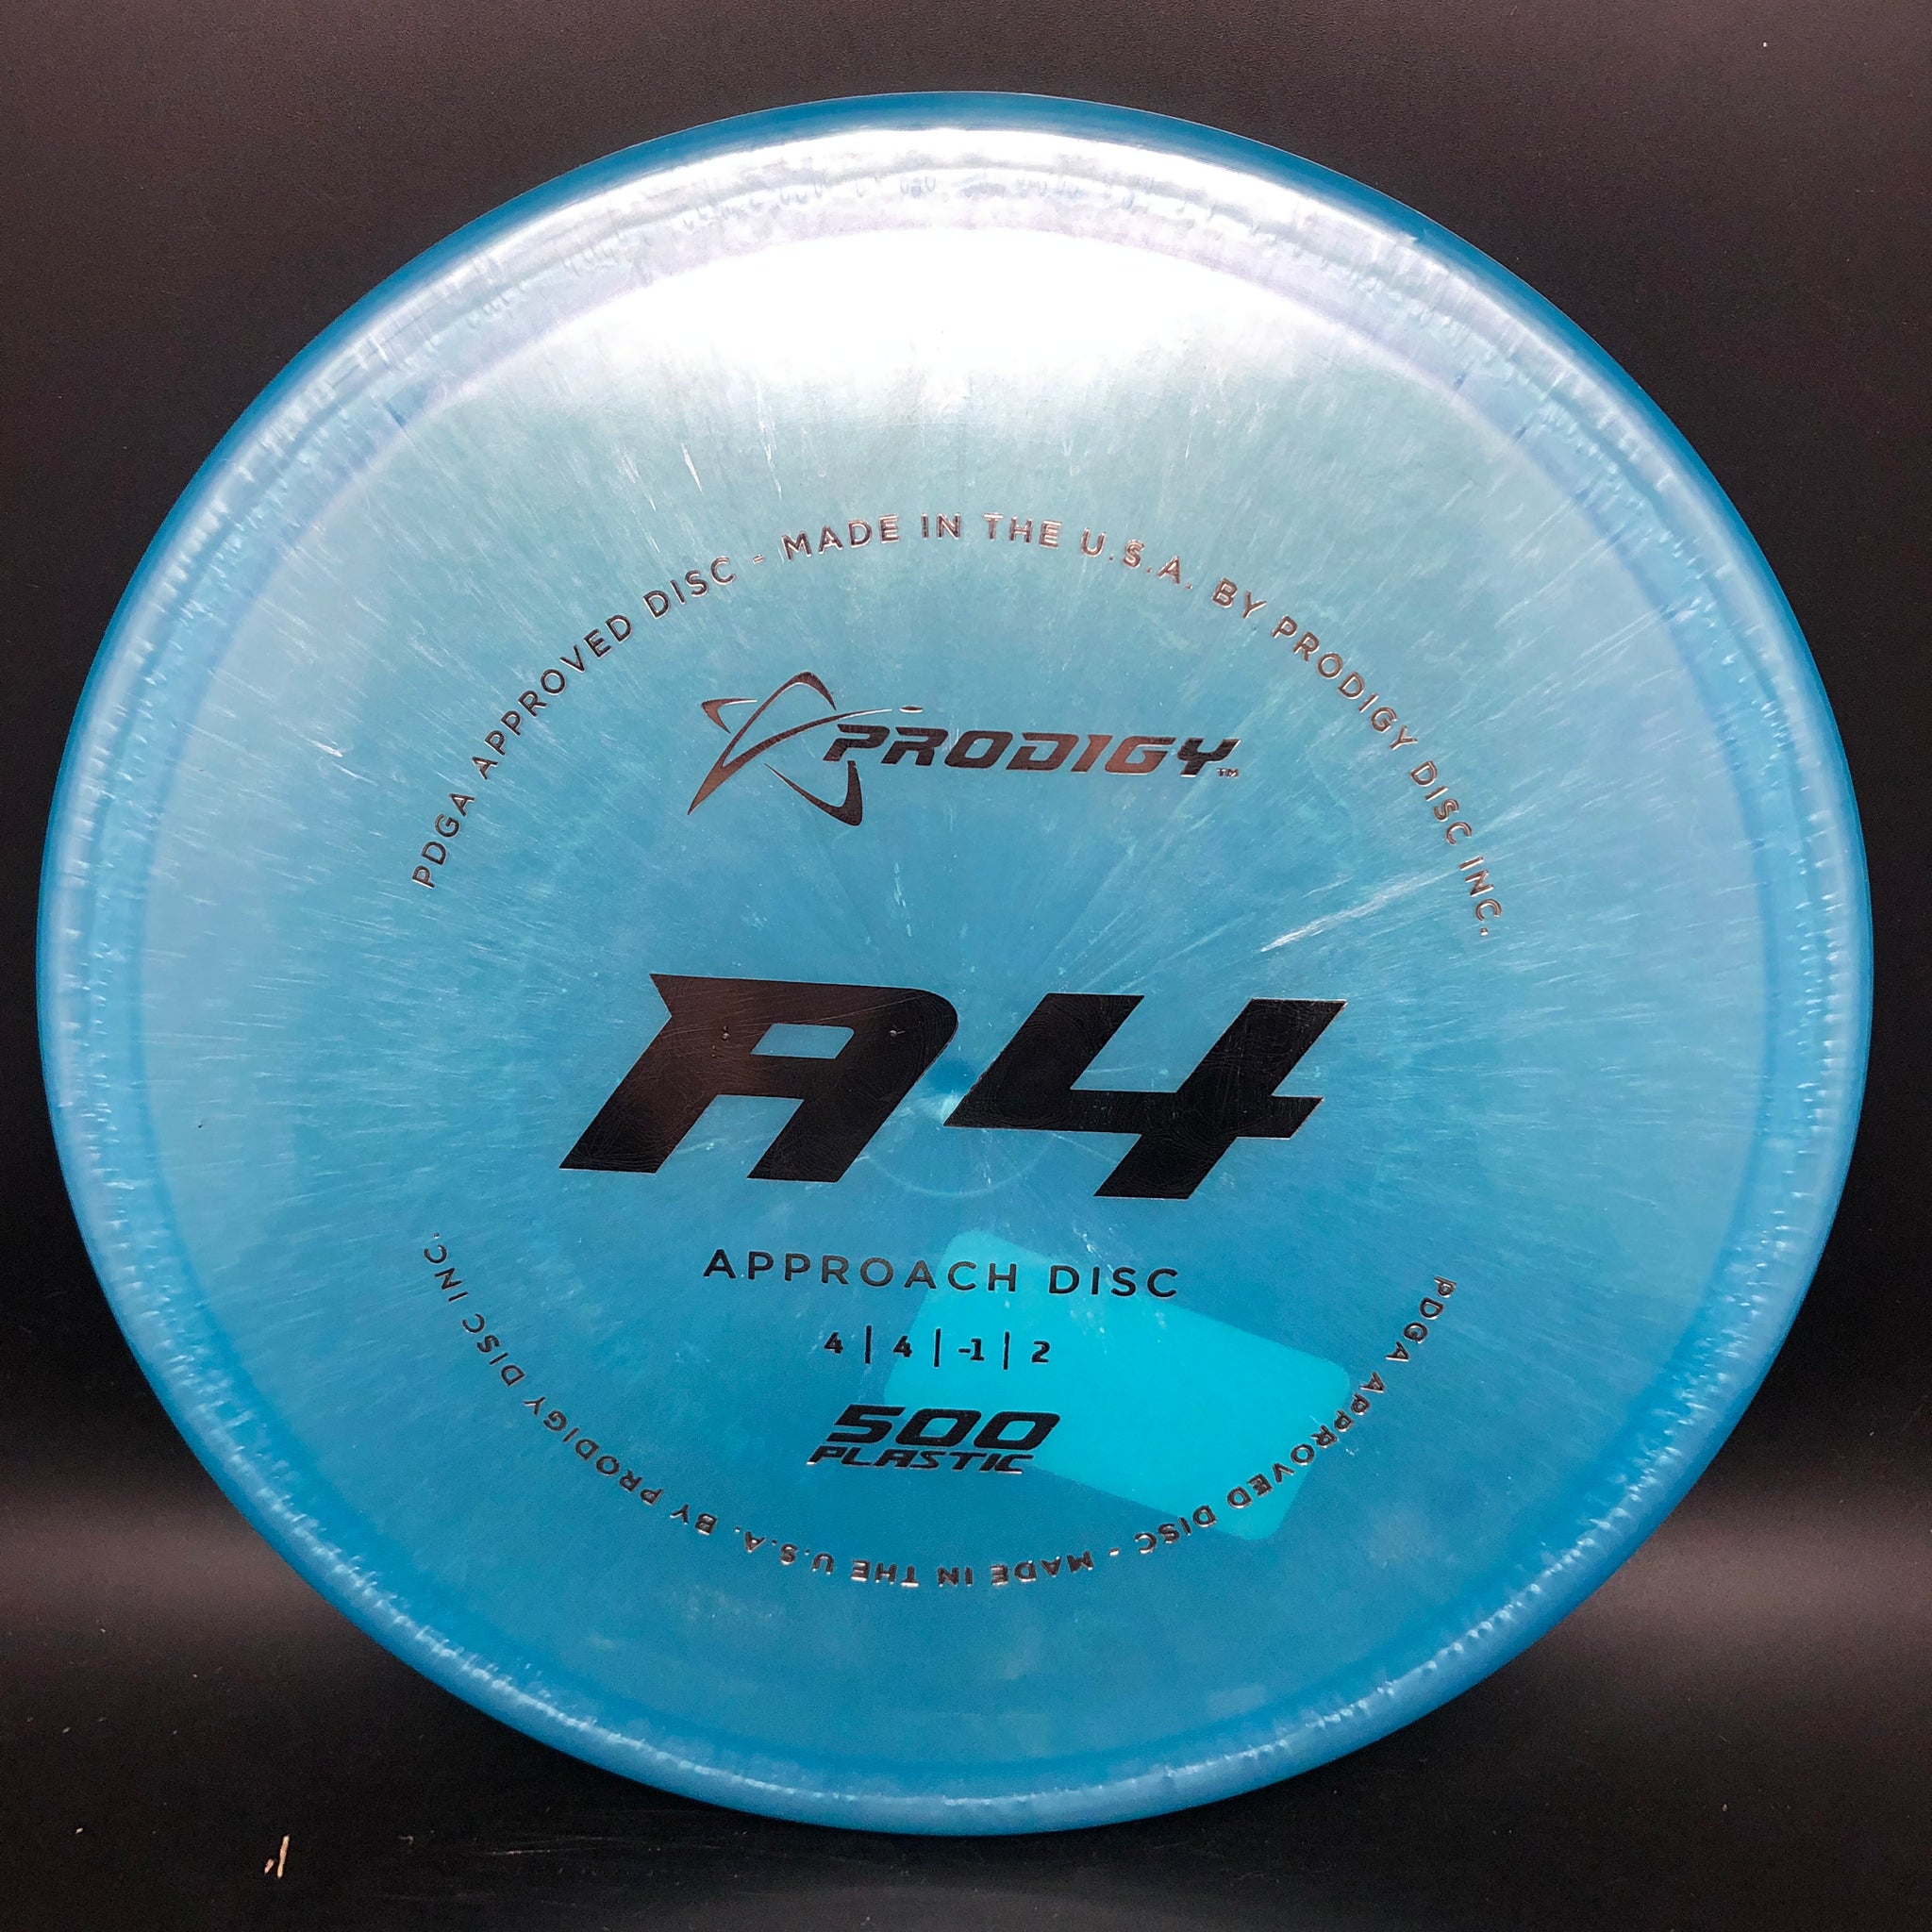 PDGA APPROVED DISC - MADE IN THE U.S.A. BY PRODIGY DISC INC.
PRODIGY™
A4
APPROACH DISC
4 | 4 | -1 | 2
500
PLASTIC
PDGA APPROVED DISC - MADE IN THE U.S.A. BY PRODIGY DISC INC.